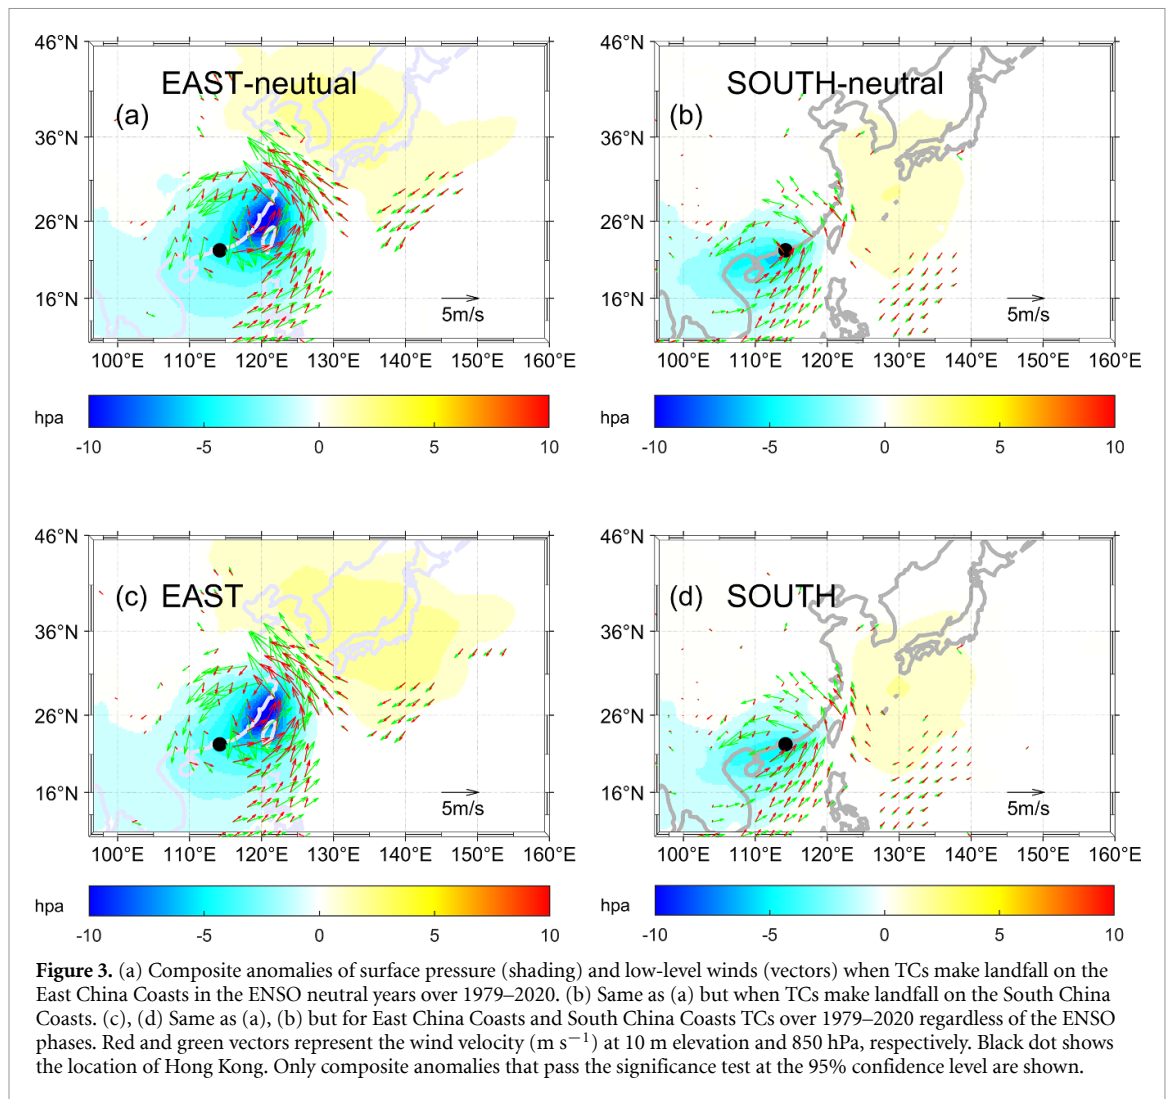 46°N
36°N
26°N
16°N
EAST-neutual
(a)
5m/s
100°E 110°E 120°E 130°E 140°E 150°E 160°E
hpa
-10 -5 0 5 10
46°N
36°N
26°N
16°N
SOUTH-neutral
(b)
5m/s
100°E 110°E 120°E 130°E 140°E 150°E 160°E
hpa
-10 -5 0 5 10
46°N
36°N
26°N
16°N
(c) EAST
5m/s
100°E 110°E 120°E 130°E 140°E 150°E 160°E
hpa
-10 -5 0 5 10
46°N
36°N
26°N
16°N
(d) SOUTH
5m/s
100°E 110°E 120°E 130°E 140°E 150°E 160°E
hpa
-10 -5 0 5 10
Figure 3. (a) Composite anomalies of surface pressure (shading) and low-level winds (vectors) when TCs make landfall on the
East China Coasts in the ENSO neutral years over 1979–2020. (b) Same as (a) but when TCs make landfall on the South China
Coasts. (c), (d) Same as (a), (b) but for East China Coasts and South China Coasts TCs over 1979–2020 regardless of the ENSO
phases. Red and green vectors represent the wind velocity (m s−1) at 10 m elevation and 850 hPa, respectively. Black dot shows
the location of Hong Kong. Only composite anomalies that pass the significance test at the 95% confidence level are shown.